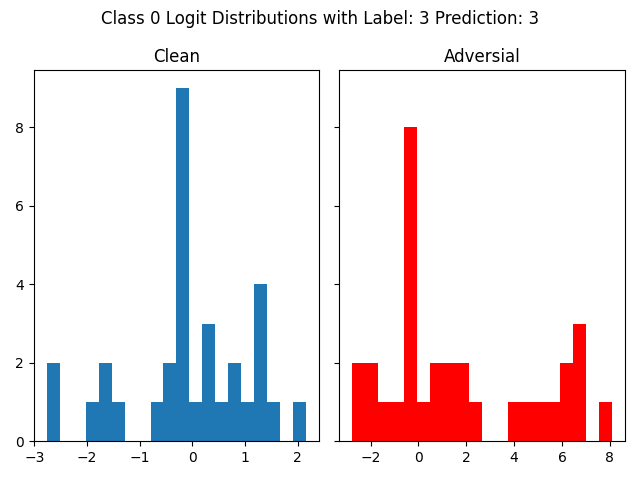 Class 0 Logit Distributions with Label: 3 Prediction: 3
Clean
Adversial
8
6
4
2
0
−3 −2 −1 0 1 2
−2 0 2 4 6 8